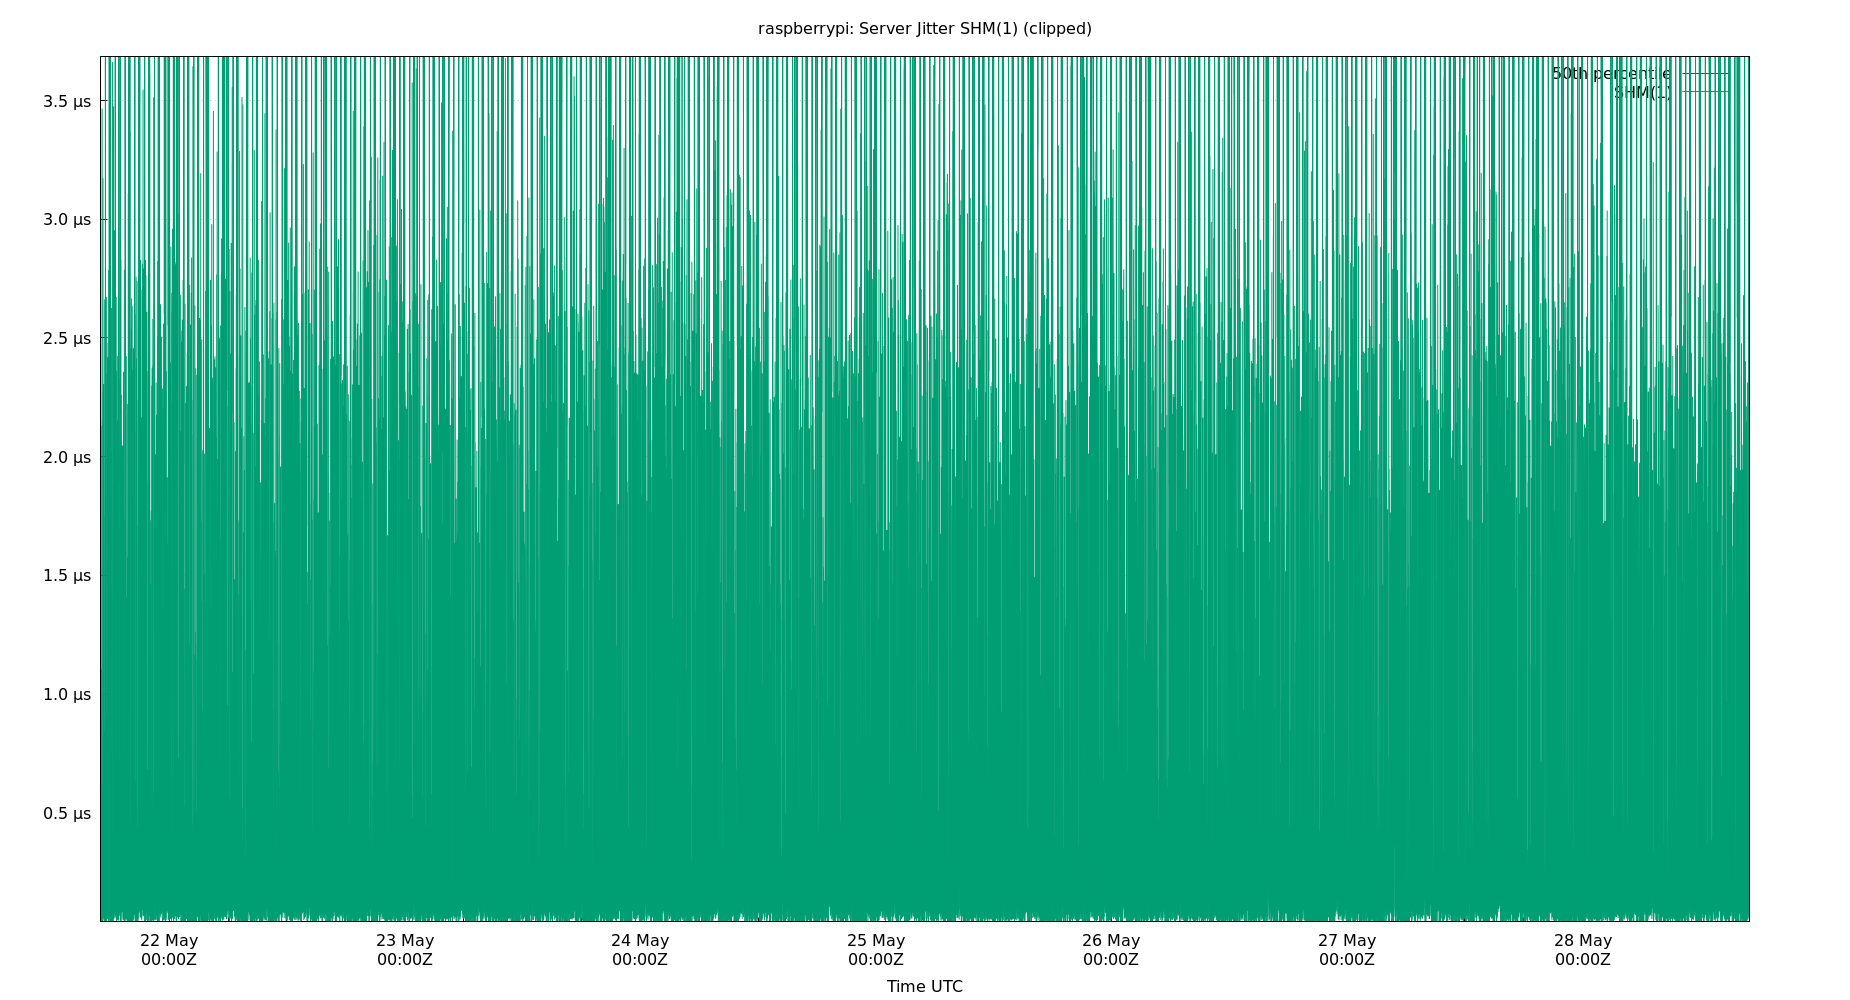 raspberrypi: Server Jitter SHM(1) (clipped)
50th percentile
SHM(1)
3.5 µs
3.0 µs
2.5 µs
2.0 µs
1.5 µs
1.0 µs
0.5 µs
22 May 23 May 24 May 25 May 26 May 27 May 28 May
00:00Z 00:00Z 00:00Z 00:00Z 00:00Z 00:00Z 00:00Z
Time UTC